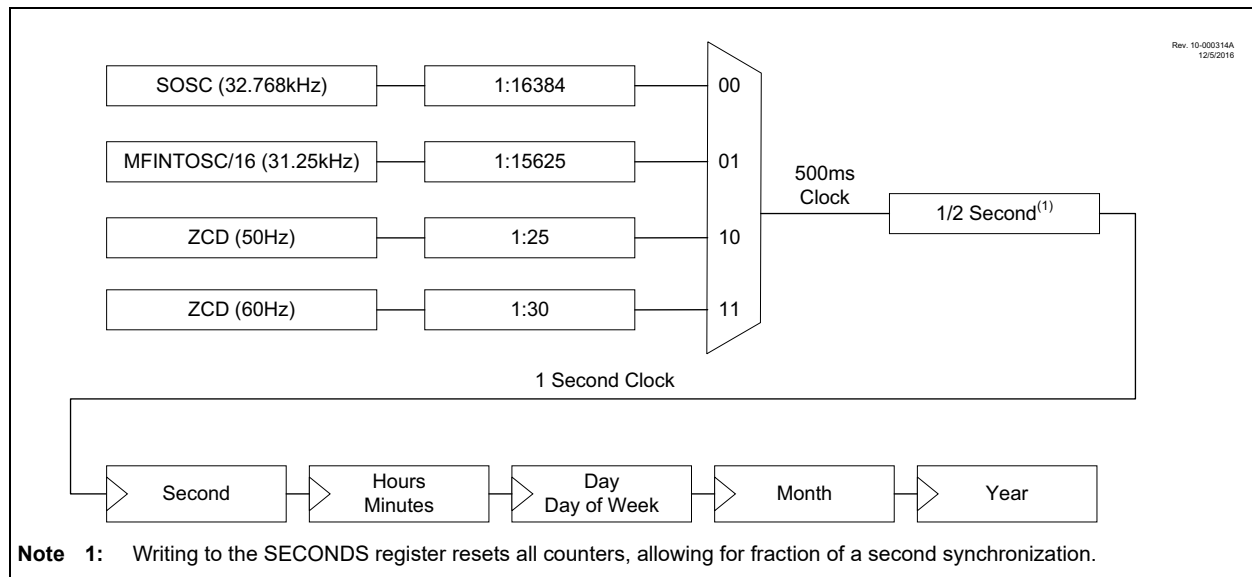 Rev. 10-000314A
12/5/2016
SOSC (32.768kHz)
1:16384
00
MFINTOSC/16 (31.25kHz)
1:15625
01
500ms
Clock
1/2 Second(1)
ZCD (50Hz)
1:25
10
ZCD (60Hz)
1:30
11
1 Second Clock
Second
Hours
Minutes
Day
Day of Week
Month
Year
Note 1: Writing to the SECONDS register resets all counters, allowing for fraction of a second synchronization.